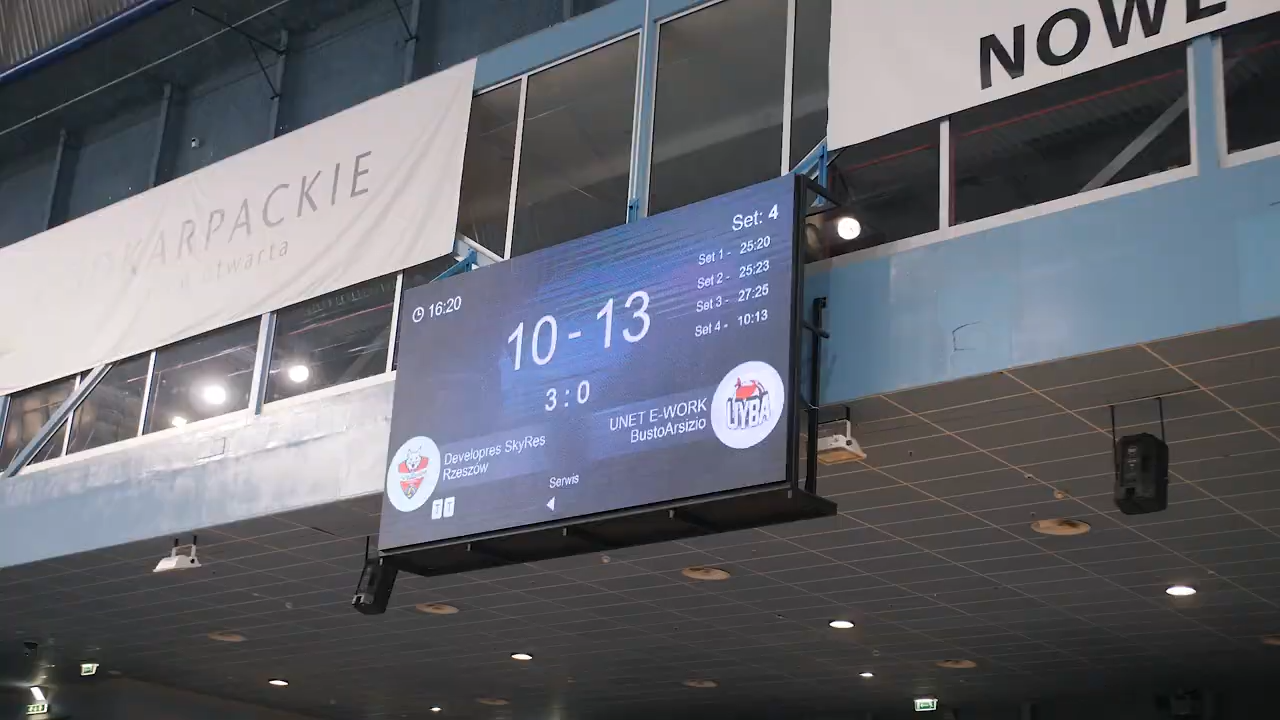 NOWE
KARPACKIE
otwarta
16:20
Set: 4
Set 1 - 25:20
Set 2 - 25:23
Set 3 - 27:25
Set 4 - 10:13
10 - 13
3 : 0
UNET E-WORK
BustoArsizio
UYBA
Developres SkyRes
Rzeszów
T T
Serwis